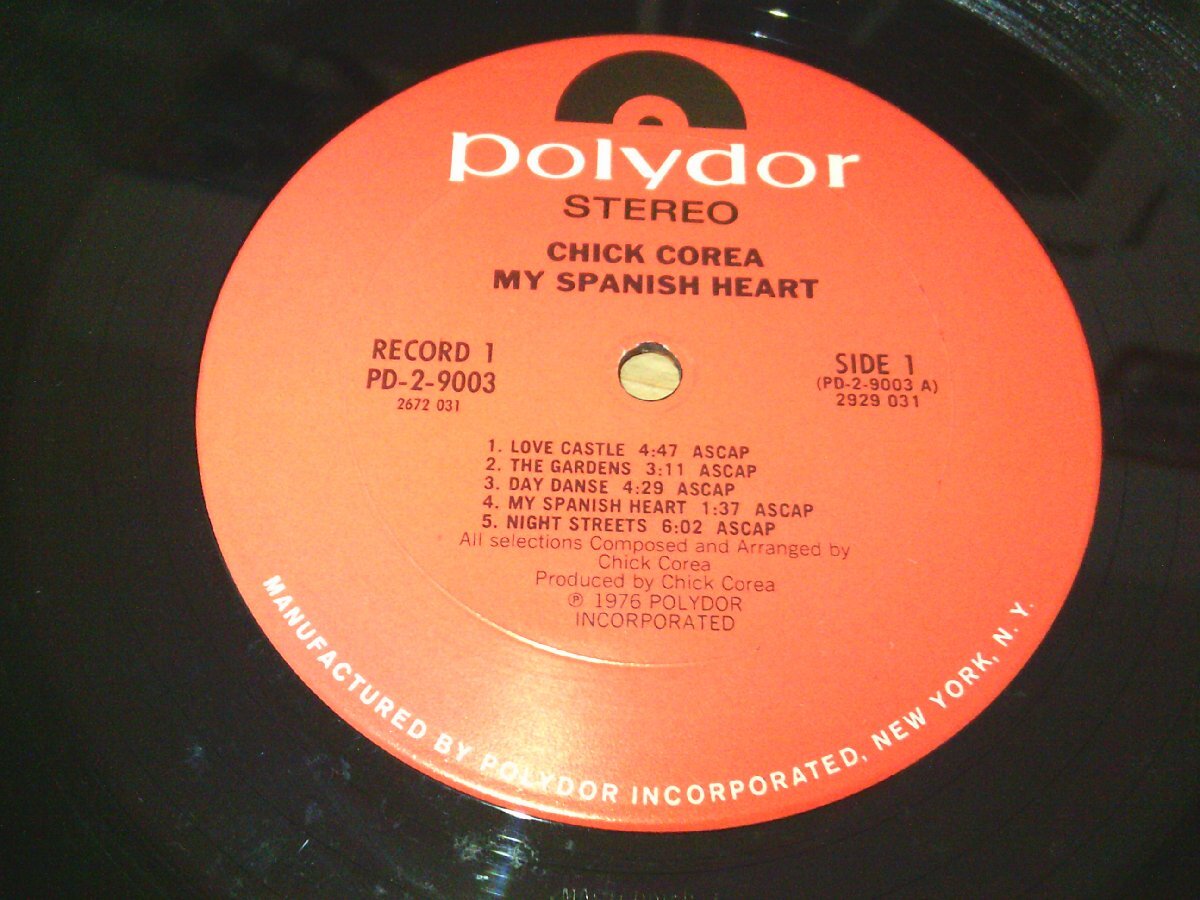 polydor
STEREO
CHICK COREA
MY SPANISH HEART
RECORD 1
PD-2-9003
2672 031
SIDE 1
(PD-2-9003 A)
2929 031
1. LOVE CASTLE 4:47 ASCAP
2. THE GARDENS 3:11 ASCAP
3. DAY DANSE 4:29 ASCAP
4. MY SPANISH HEART 1:37 ASCAP
5. NIGHT STREETS 6:02 ASCAP
All selections Composed and Arranged by
Chick Corea
Produced by Chick Corea
℗ 1976 POLYDOR
INCORPORATED
MANUFACTURED BY POLYDOR INCORPORATED, NEW YORK, N. Y.